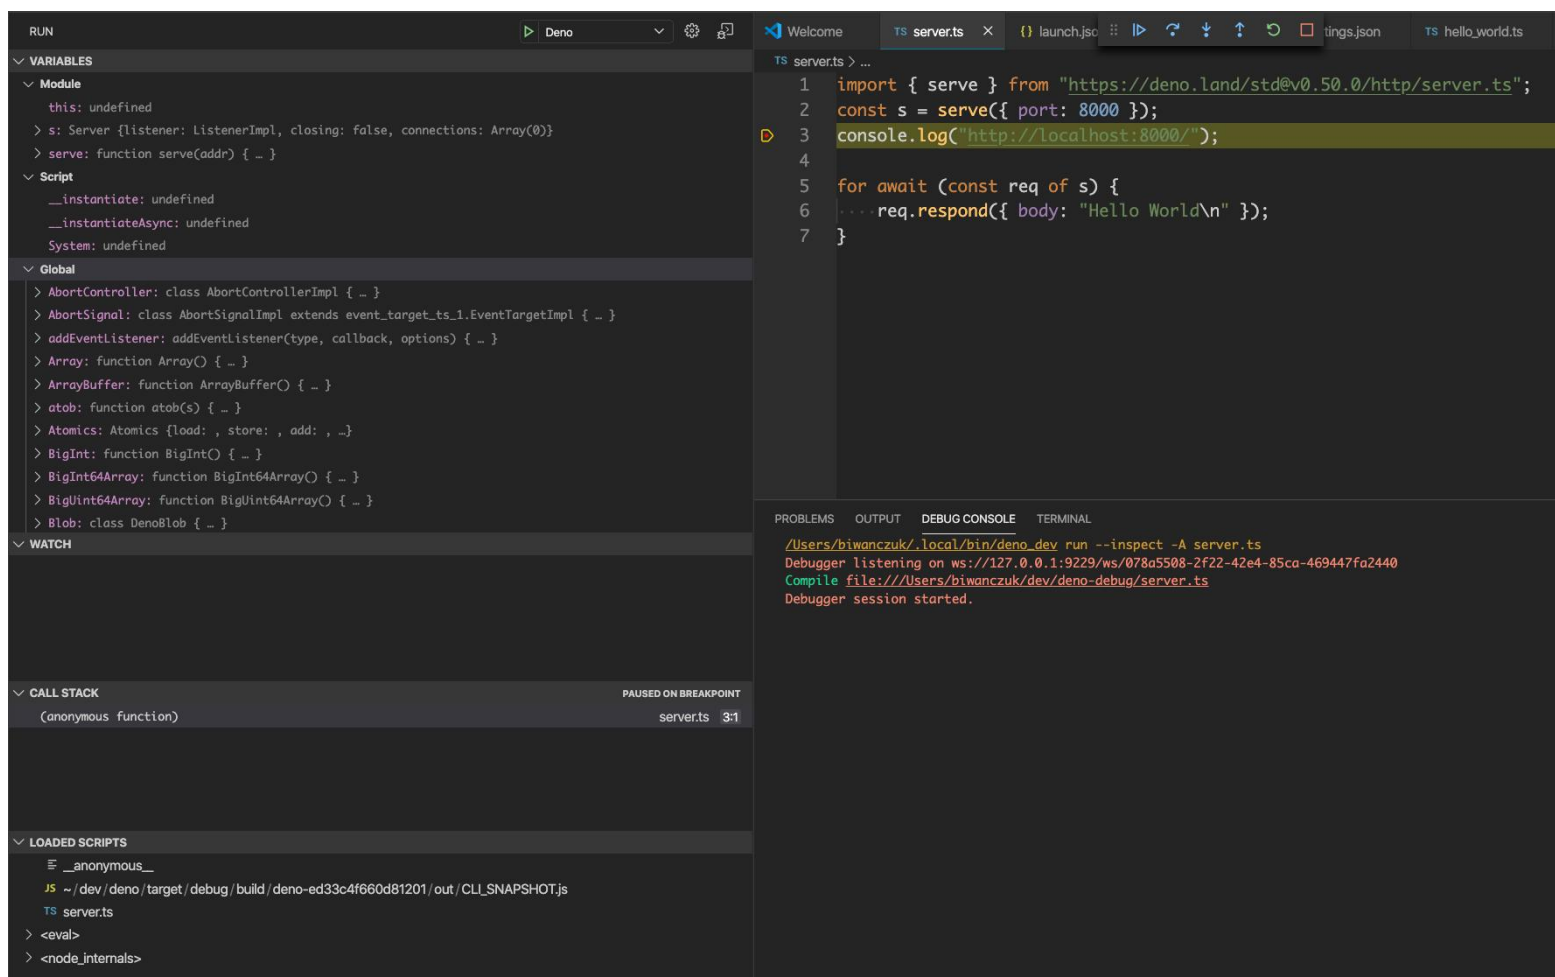 RUN
Deno
VARIABLES
Module
this: undefined
s: Server {listener: ListenerImpl, closing: false, connections: Array(0)}
serve: function serve(addr) { … }
Script
__instantiate: undefined
__instantiateAsync: undefined
System: undefined
Global
AbortController: class AbortControllerImpl { … }
AbortSignal: class AbortSignalImpl extends event_target_ts_1.EventTargetImpl { … }
addEventListener: addEventListener(type, callback, options) { … }
Array: function Array() { … }
ArrayBuffer: function ArrayBuffer() { … }
atob: function atob(s) { … }
Atomics: Atomics {load: , store: , add: , …}
BigInt: function BigInt() { … }
BigInt64Array: function BigInt64Array() { … }
BigUint64Array: function BigUint64Array() { … }
Blob: class DenoBlob { … }
WATCH
CALL STACK PAUSED ON BREAKPOINT
(anonymous function) server.ts 3:1
LOADED SCRIPTS
__anonymous__
JS ~/dev/deno/target/debug/build/deno-ed33c4f660d81201/out/CLI_SNAPSHOT.js
TS server.ts
<eval>
<node_internals>
Welcome TS server.ts {} launch.jso tings.json TS hello_world.ts
TS server.ts > ...
1 import { serve } from "https://deno.land/std@v0.50.0/http/server.ts";
2 const s = serve({ port: 8000 });
3 console.log("http://localhost:8000/");
4
5 for await (const req of s) {
6 ····req.respond({ body: "Hello World\n" });
7 }
PROBLEMS OUTPUT DEBUG CONSOLE TERMINAL
/Users/biwanczuk/.local/bin/deno_dev run --inspect -A server.ts
Debugger listening on ws://127.0.0.1:9229/ws/078a5508-2f22-42e4-85ca-469447fa2440
Compile file:///Users/biwanczuk/dev/deno-debug/server.ts
Debugger session started.